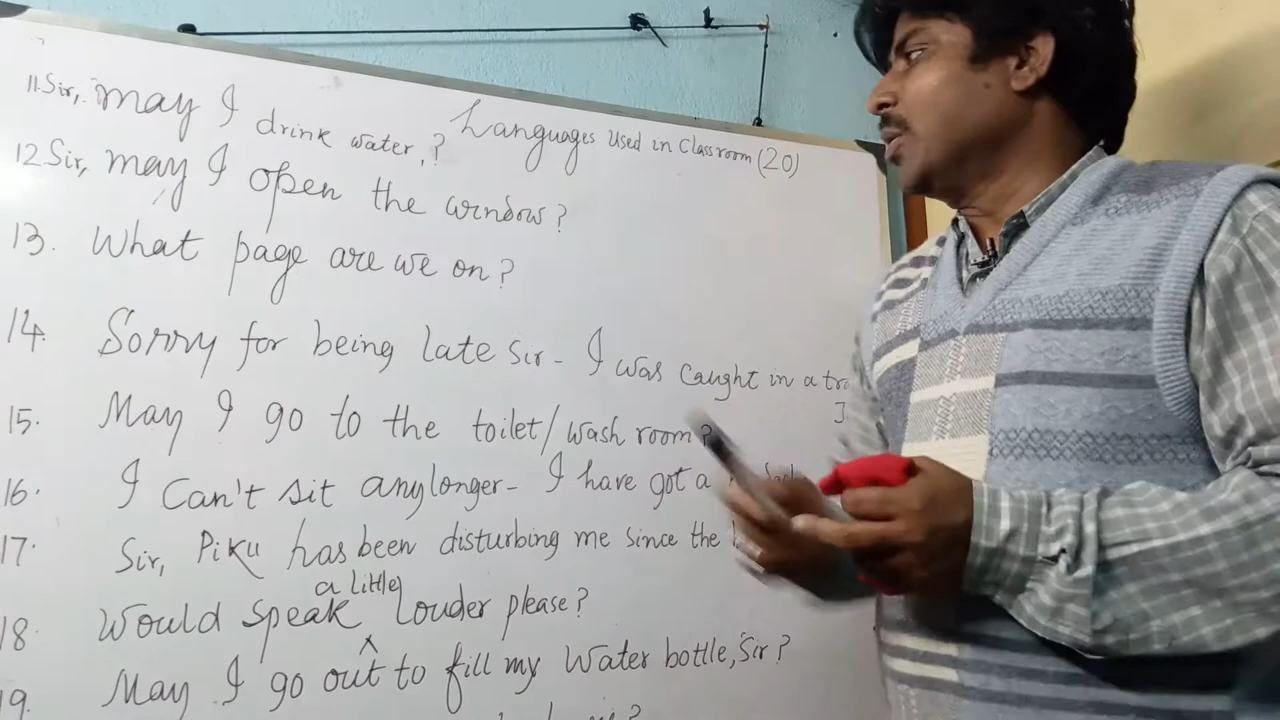 Languages Used in Classroom (20)
11. Sir, may I drink water,?
12 Sir, may I open the window?
13. What page are we on?
14. Sorry for being late sir - I was caught in a
15. May I go to the toilet/wash room?
16. I can't sit anylonger - I have got a
17. Sir, Piku has been disturbing me since the
a little
18. Would speak ^ louder please?
19. May I go out to fill my water bottle, Sir?